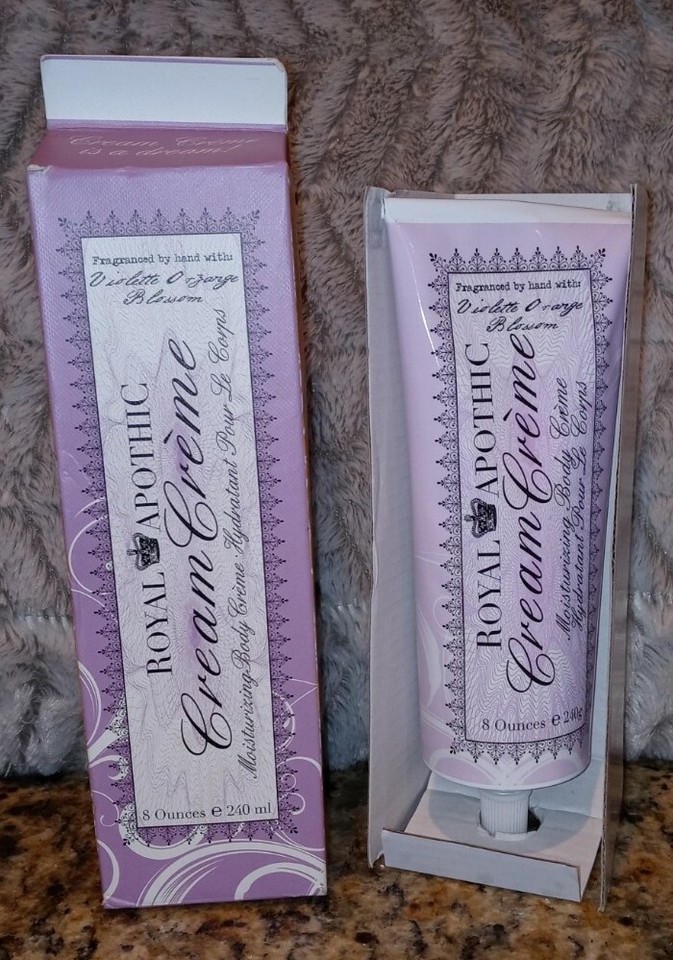 Cream Crème
is a dream!
Fragranced by hand with:
Violette Orange
Blossom
ROYAL APOTHIC
Cream Crème
Moisturizing Body Crème Hydratant Pour Le Corps
8 Ounces e 240 ml
Fragranced by hand with:
Violette Orange
Blossom
ROYAL APOTHIC
Cream Crème
Moisturizing Body Crème
Hydratant Pour Le Corps
8 Ounces e 240g